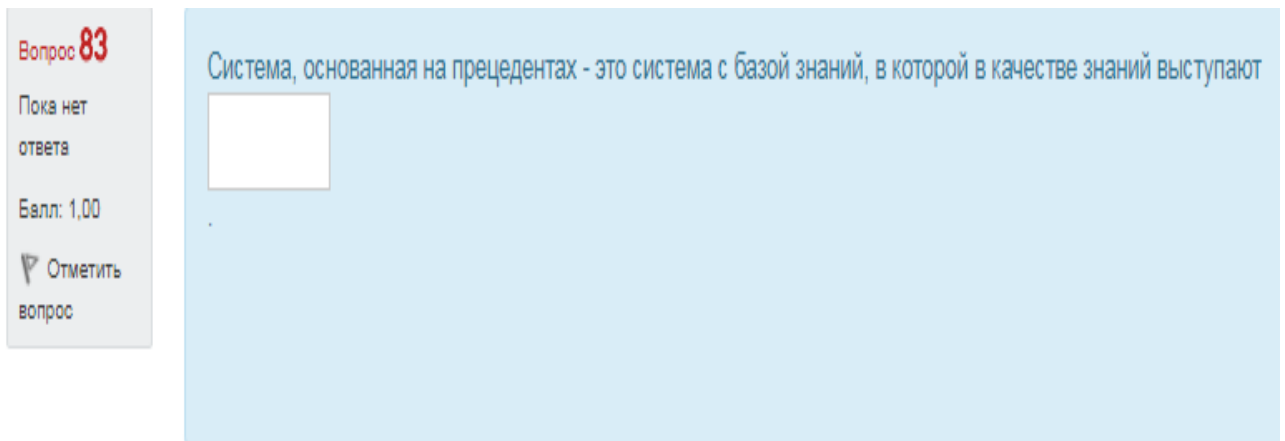 Вопрос 83
Пока нет
ответа
Балл: 1,00
Отметить
вопрос
Система, основанная на прецедентах - это система с базой знаний, в которой в качестве знаний выступают
.